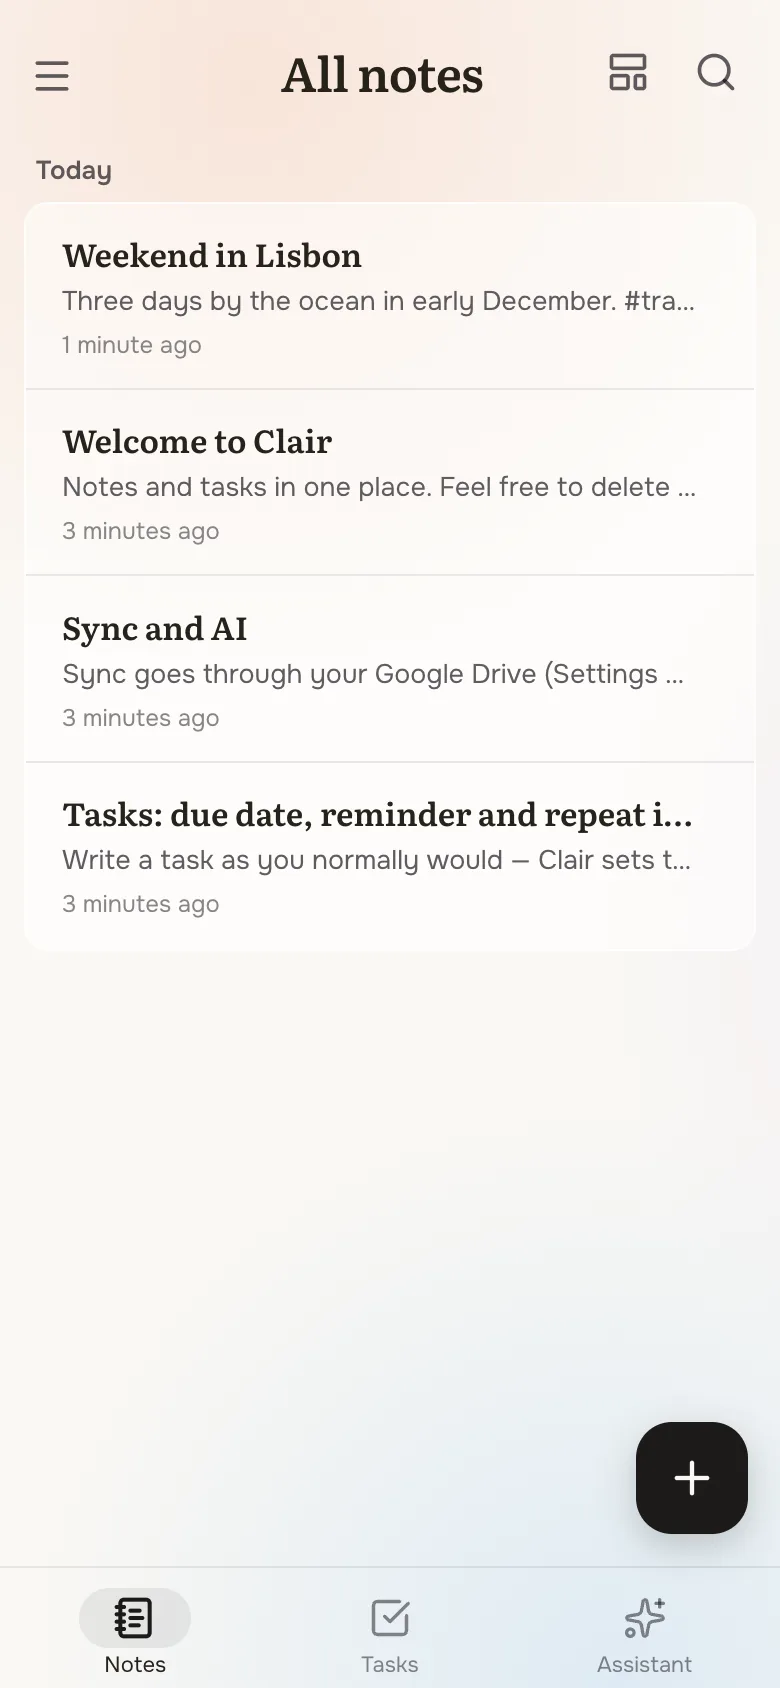 All notes
Today
Weekend in Lisbon
Three days by the ocean in early December. #tra...
1 minute ago
Welcome to Clair
Notes and tasks in one place. Feel free to delete ...
3 minutes ago
Sync and AI
Sync goes through your Google Drive (Settings ...
3 minutes ago
Tasks: due date, reminder and repeat i...
Write a task as you normally would — Clair sets t...
3 minutes ago
Notes
Tasks
Assistant